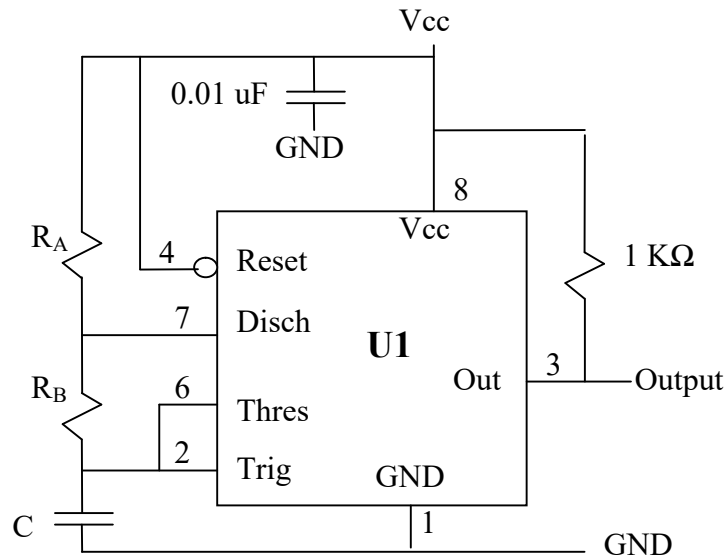 Vcc
0.01 uF
GND
8
Vcc
RA
4
Reset
1 KΩ
7
Disch
U1
RB
6
Thres
Out
3
Output
2
Trig
GND
C
1
GND